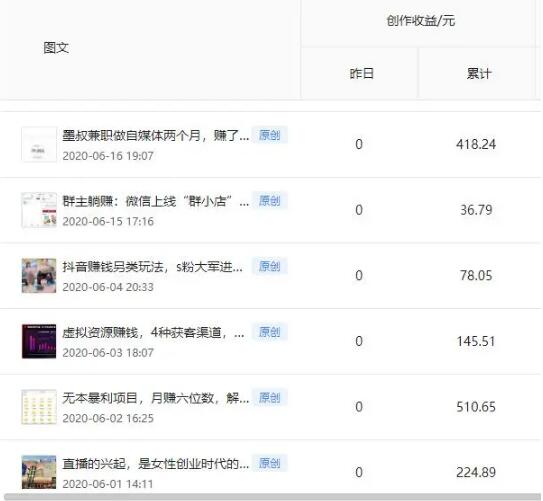 创作收益/元
图文
昨日
累计
墨叔兼职做自媒体两个月，赚了... 原创
2020-06-16 19:07
0
418.24
群主躺赚：微信上线“群小店”... 原创
2020-06-15 17:16
0
36.79
抖音赚钱另类玩法，s粉大军进... 原创
2020-06-04 20:33
0
78.05
虚拟资源赚钱，4种获客渠道，... 原创
2020-06-03 18:07
0
145.51
无本暴利项目，月赚六位数，解... 原创
2020-06-02 16:25
0
510.65
直播的兴起，是女性创业时代的... 原创
2020-06-01 14:11
0
224.89